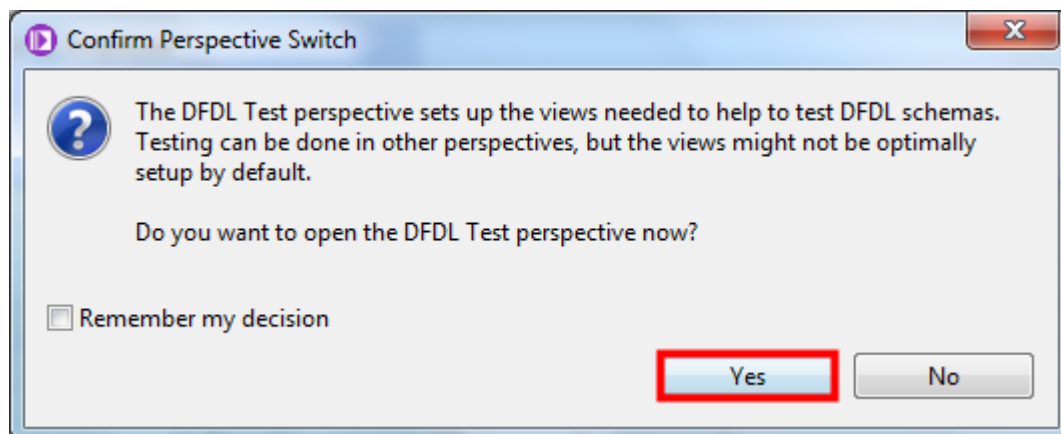 Confirm Perspective Switch
The DFDL Test perspective sets up the views needed to help to test DFDL schemas.
Testing can be done in other perspectives, but the views might not be optimally
setup by default.
Do you want to open the DFDL Test perspective now?
Remember my decision
Yes No